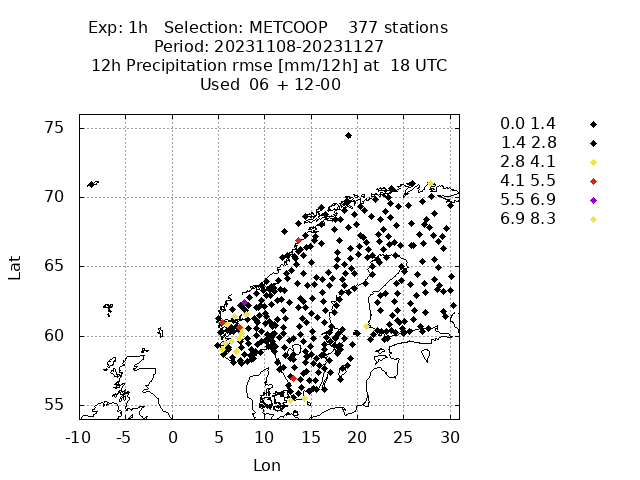 Exp: 1h Selection: METCOOP 377 stations
Period: 20231108-20231127
12h Precipitation rmse [mm/12h] at 18 UTC
Used 06 + 12-00
0.0 1.4
1.4 2.8
2.8 4.1
4.1 5.5
5.5 6.9
6.9 8.3
75
70
65
60
55
Lat
-10 -5 0 5 10 15 20 25 30
Lon